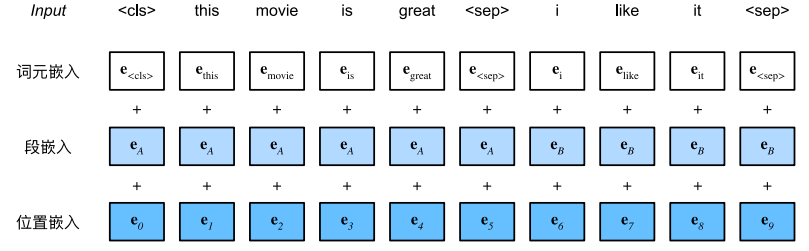 Input <cls> this movie is great <sep> i like it <sep>
词元嵌入 e<cls> ethis emovie eis egreat e<sep> ei elike eit e<sep>
+ + + + + + + + + +
段嵌入 eA eA eA eA eA eA eB eB eB eB
+ + + + + + + + + +
位置嵌入 e0 e1 e2 e3 e4 e5 e6 e7 e8 e9